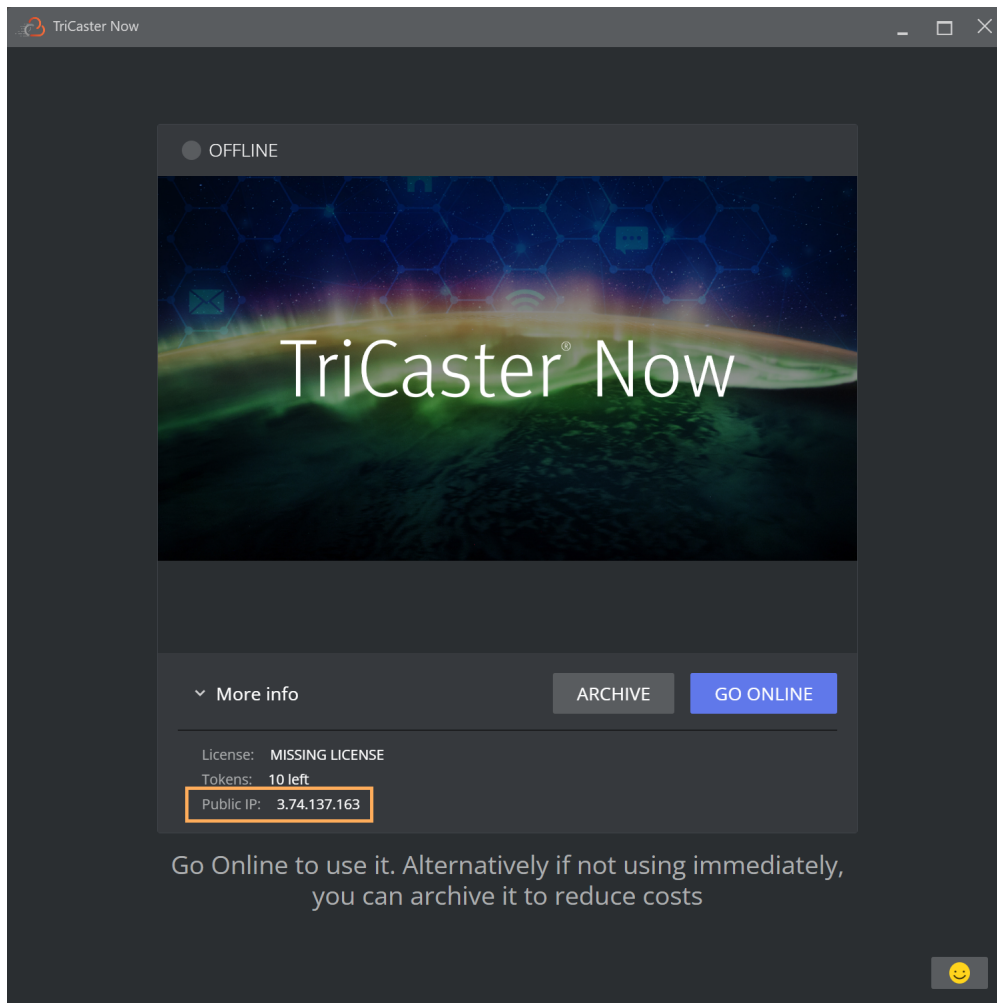 TriCaster Now
OFFLINE
TriCaster® Now
More info
ARCHIVE
GO ONLINE
License: MISSING LICENSE
Tokens: 10 left
Public IP: 3.74.137.163
Go Online to use it. Alternatively if not using immediately,
you can archive it to reduce costs